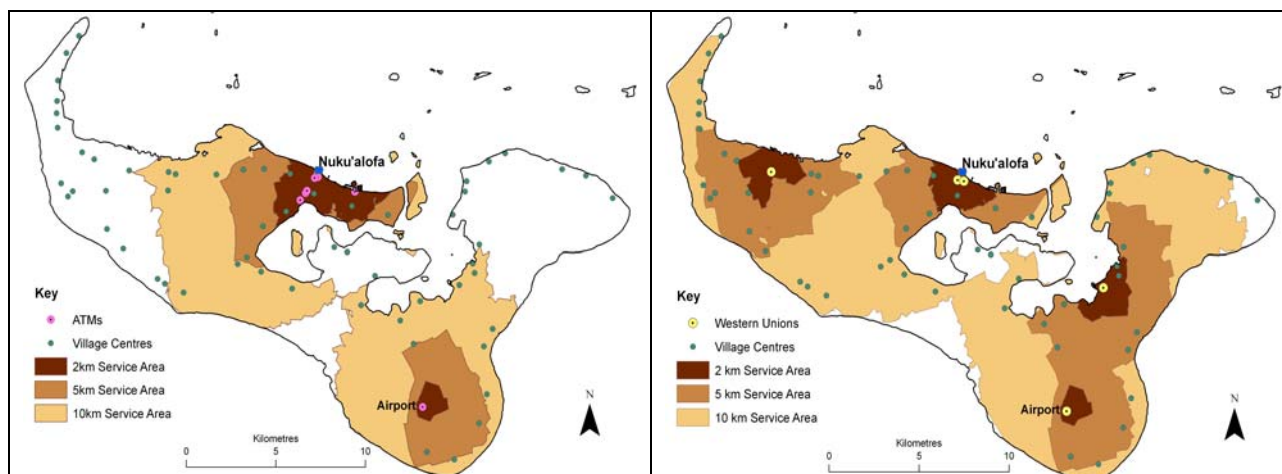 Nuku'alofa
Key
ATMs
Village Centres
2km Service Area
5km Service Area
10km Service Area
Airport
N
Kilometres
0 5 10
Nuku'alofa
Key
Western Unions
Village Centres
2 km Service Area
5 km Service Area
10 km Service Area
Airport
N
Kilometres
0 5 10